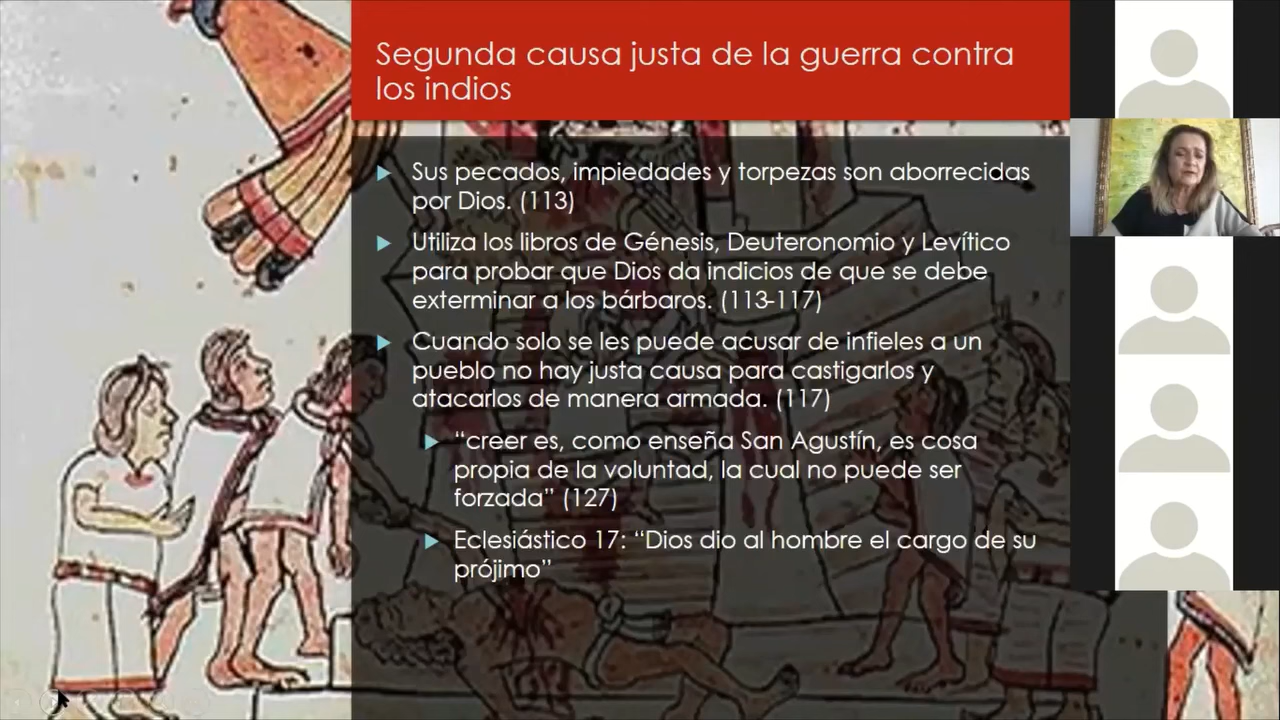 Segunda causa justa de la guerra contra
los indios
Sus pecados, impiedades y torpezas son aborrecidas
por Dios. (113)
Utiliza los libros de Génesis, Deuteronomio y Levítico
para probar que Dios da indicios de que se debe
exterminar a los bárbaros. (113-117)
Cuando solo se les puede acusar de infieles a un
pueblo no hay justa causa para castigarlos y
atacarlos de manera armada. (117)
“creer es, como enseña San Agustín, es cosa
propia de la voluntad, la cual no puede ser
forzada” (127)
Eclesiástico 17: “Dios dio al hombre el cargo de su
prójimo”